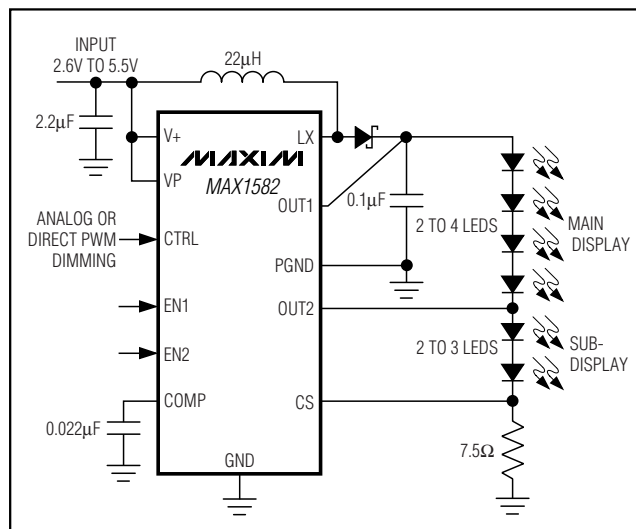 INPUT
2.6V TO 5.5V
22µH
2.2µF
V+
LX
MAXIM
MAX1582
VP
OUT1
0.1µF
ANALOG OR
DIRECT PWM
DIMMING
CTRL
2 TO 4 LEDS
MAIN
DISPLAY
PGND
EN1
OUT2
EN2
2 TO 3 LEDS
SUB-
DISPLAY
COMP
CS
0.022µF
7.5Ω
GND